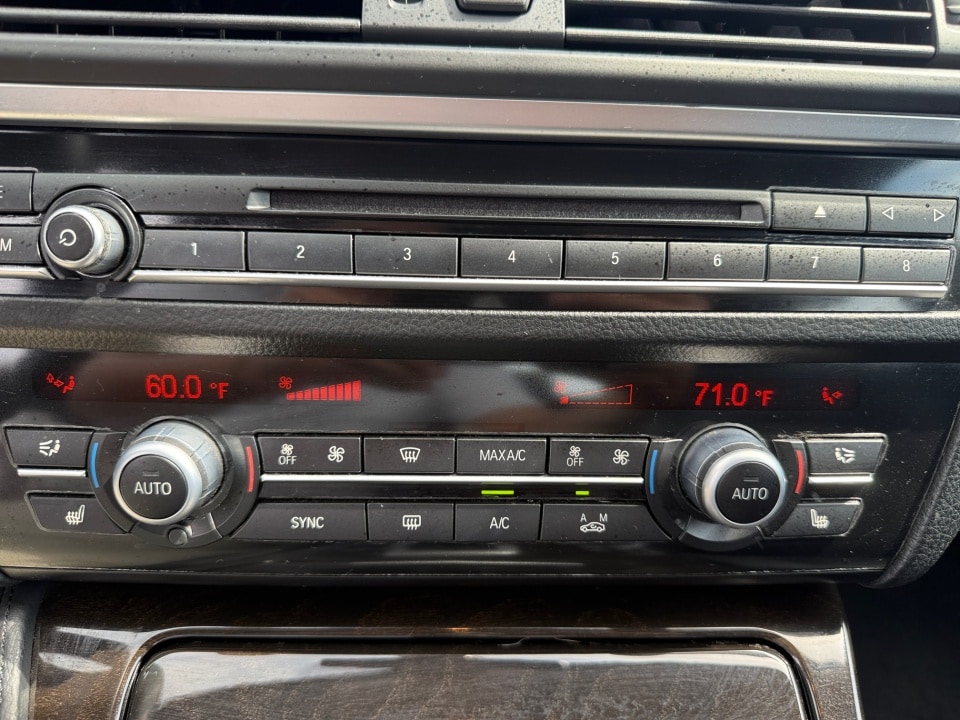 E
M 1 2 3 4 5 6 7 8
60.0 °F 71.0 °F
OFF MAX A/C OFF
AUTO AUTO
SYNC A/C A M